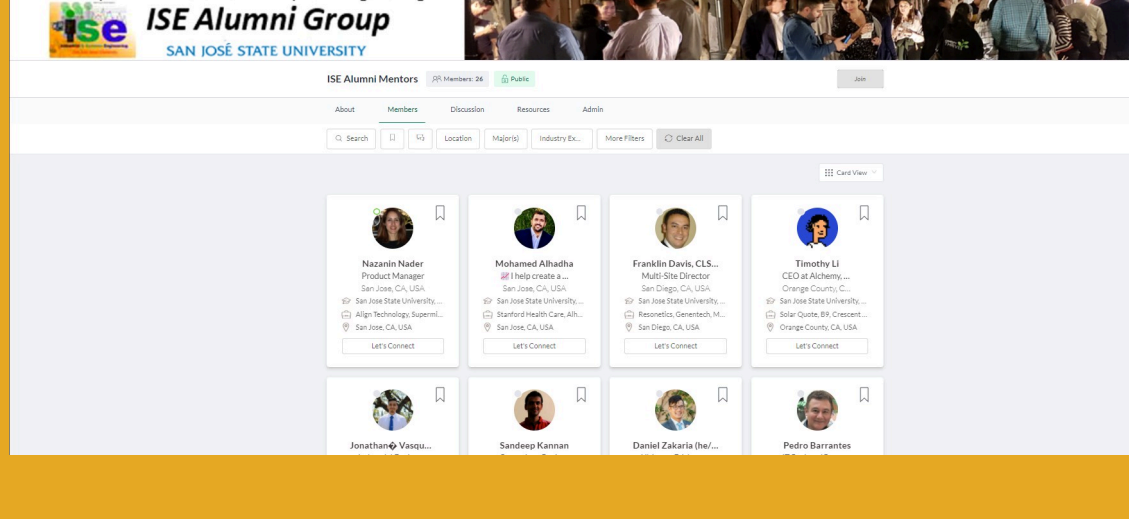 ise
ISE Alumni Group
SAN JOSÉ STATE UNIVERSITY
ISE Alumni Mentors
Members: 26
Public
Join
About
Members
Discussion
Resources
Admin
Search
Location
Major(s)
Industry Ex...
More Filters
Clear All
Card View
Nazanin Nader
Product Manager
San Jose, CA, USA
San Jose State University, ...
Align Technology, Supermi...
San Jose, CA, USA
Let's Connect
Mohamed Alhadha
I help create a ...
San Jose, CA, USA
San Jose State University, ...
Stanford Health Care, Alh...
San Jose, CA, USA
Let's Connect
Franklin Davis, CLS...
Multi-Site Director
San Diego, CA, USA
San Jose State University, ...
Resonetics, Genentech, M...
San Diego, CA, USA
Let's Connect
Timothy Li
CEO at Alchemy, ...
Orange County, C...
San Jose State University, ...
Solar Quote, B9, Crescent ...
Orange County, CA, USA
Let's Connect
Jonathan� Vasqu...
Sandeep Kannan
Daniel Zakaria (he/...
Pedro Barrantes